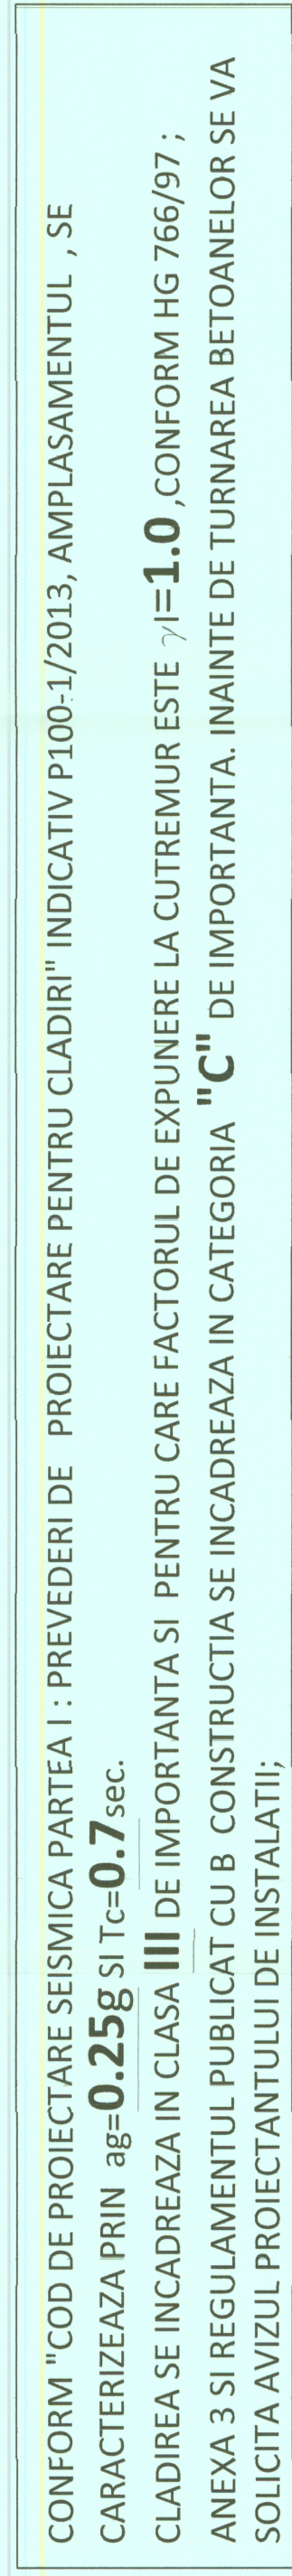 CONFORM "COD DE PROIECTARE SEISMICA PARTEA I : PREVEDERI DE PROIECTARE PENTRU CLADIRI" INDICATIV P100-1/2013, AMPLASAMENTUL , SE
CARACTERIZEAZA PRIN ag=0.25g SI Tc=0.7sec.
CLADIREA SE INCADREAZA IN CLASA III DE IMPORTANTA SI PENTRU CARE FACTORUL DE EXPUNERE LA CUTREMUR ESTE γI=1.0 ,CONFORM HG 766/97 ;
ANEXA 3 SI REGULAMENTUL PUBLICAT CU B CONSTRUCTIA SE INCADREAZA IN CATEGORIA "C" DE IMPORTANTA. INAINTE DE TURNAREA BETOANELOR SE VA
SOLICITA AVIZUL PROIECTANTULUI DE INSTALATII;